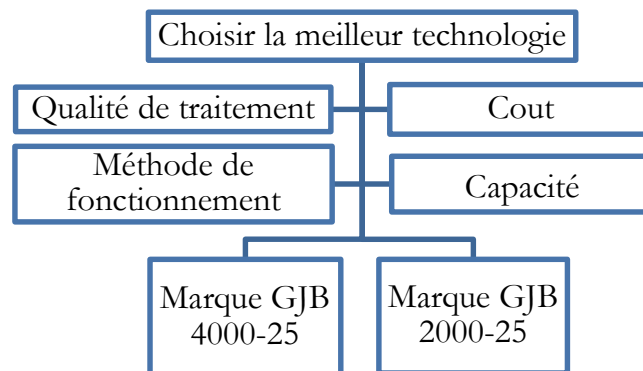 Choisir la meilleur technologie
Qualité de traitement
Cout
Méthode de
fonctionnement
Capacité
Marque GJB
4000-25
Marque GJB
2000-25